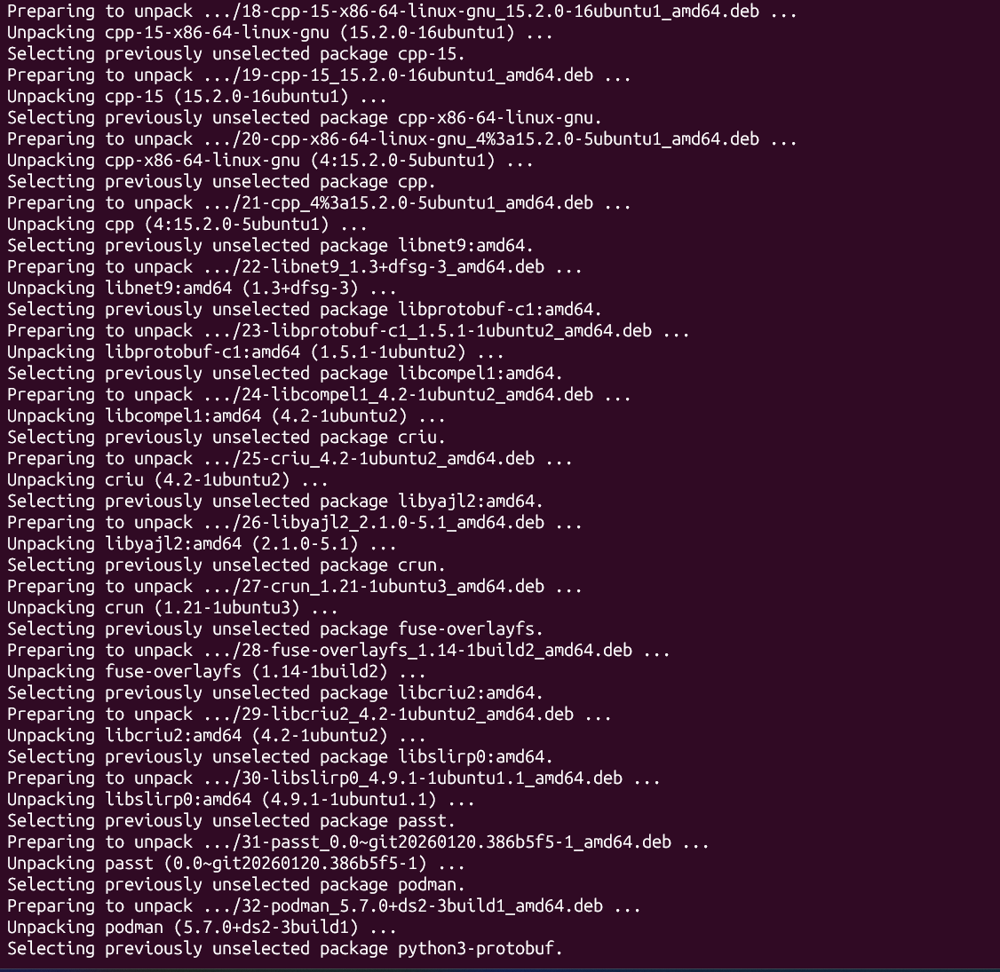 Preparing to unpack .../18-cpp-15-x86-64-linux-gnu_15.2.0-16ubuntu1_amd64.deb ...
Unpacking cpp-15-x86-64-linux-gnu (15.2.0-16ubuntu1) ...
Selecting previously unselected package cpp-15.
Preparing to unpack .../19-cpp-15_15.2.0-16ubuntu1_amd64.deb ...
Unpacking cpp-15 (15.2.0-16ubuntu1) ...
Selecting previously unselected package cpp-x86-64-linux-gnu.
Preparing to unpack .../20-cpp-x86-64-linux-gnu_4%3a15.2.0-5ubuntu1_amd64.deb ...
Unpacking cpp-x86-64-linux-gnu (4:15.2.0-5ubuntu1) ...
Selecting previously unselected package cpp.
Preparing to unpack .../21-cpp_4%3a15.2.0-5ubuntu1_amd64.deb ...
Unpacking cpp (4:15.2.0-5ubuntu1) ...
Selecting previously unselected package libnet9:amd64.
Preparing to unpack .../22-libnet9_1.3+dfsg-3_amd64.deb ...
Unpacking libnet9:amd64 (1.3+dfsg-3) ...
Selecting previously unselected package libprotobuf-c1:amd64.
Preparing to unpack .../23-libprotobuf-c1_1.5.1-1ubuntu2_amd64.deb ...
Unpacking libprotobuf-c1:amd64 (1.5.1-1ubuntu2) ...
Selecting previously unselected package libcompel1:amd64.
Preparing to unpack .../24-libcompel1_4.2-1ubuntu2_amd64.deb ...
Unpacking libcompel1:amd64 (4.2-1ubuntu2) ...
Selecting previously unselected package criu.
Preparing to unpack .../25-criu_4.2-1ubuntu2_amd64.deb ...
Unpacking criu (4.2-1ubuntu2) ...
Selecting previously unselected package libyajl2:amd64.
Preparing to unpack .../26-libyajl2_2.1.0-5.1_amd64.deb ...
Unpacking libyajl2:amd64 (2.1.0-5.1) ...
Selecting previously unselected package crun.
Preparing to unpack .../27-crun_1.21-1ubuntu3_amd64.deb ...
Unpacking crun (1.21-1ubuntu3) ...
Selecting previously unselected package fuse-overlayfs.
Preparing to unpack .../28-fuse-overlayfs_1.14-1build2_amd64.deb ...
Unpacking fuse-overlayfs (1.14-1build2) ...
Selecting previously unselected package libcriu2:amd64.
Preparing to unpack .../29-libcriu2_4.2-1ubuntu2_amd64.deb ...
Unpacking libcriu2:amd64 (4.2-1ubuntu2) ...
Selecting previously unselected package libslirp0:amd64.
Preparing to unpack .../30-libslirp0_4.9.1-1ubuntu1.1_amd64.deb ...
Unpacking libslirp0:amd64 (4.9.1-1ubuntu1.1) ...
Selecting previously unselected package passt.
Preparing to unpack .../31-passt_0.0~git20260120.386b5f5-1_amd64.deb ...
Unpacking passt (0.0~git20260120.386b5f5-1) ...
Selecting previously unselected package podman.
Preparing to unpack .../32-podman_5.7.0+ds2-3build1_amd64.deb ...
Unpacking podman (5.7.0+ds2-3build1) ...
Selecting previously unselected package python3-protobuf.